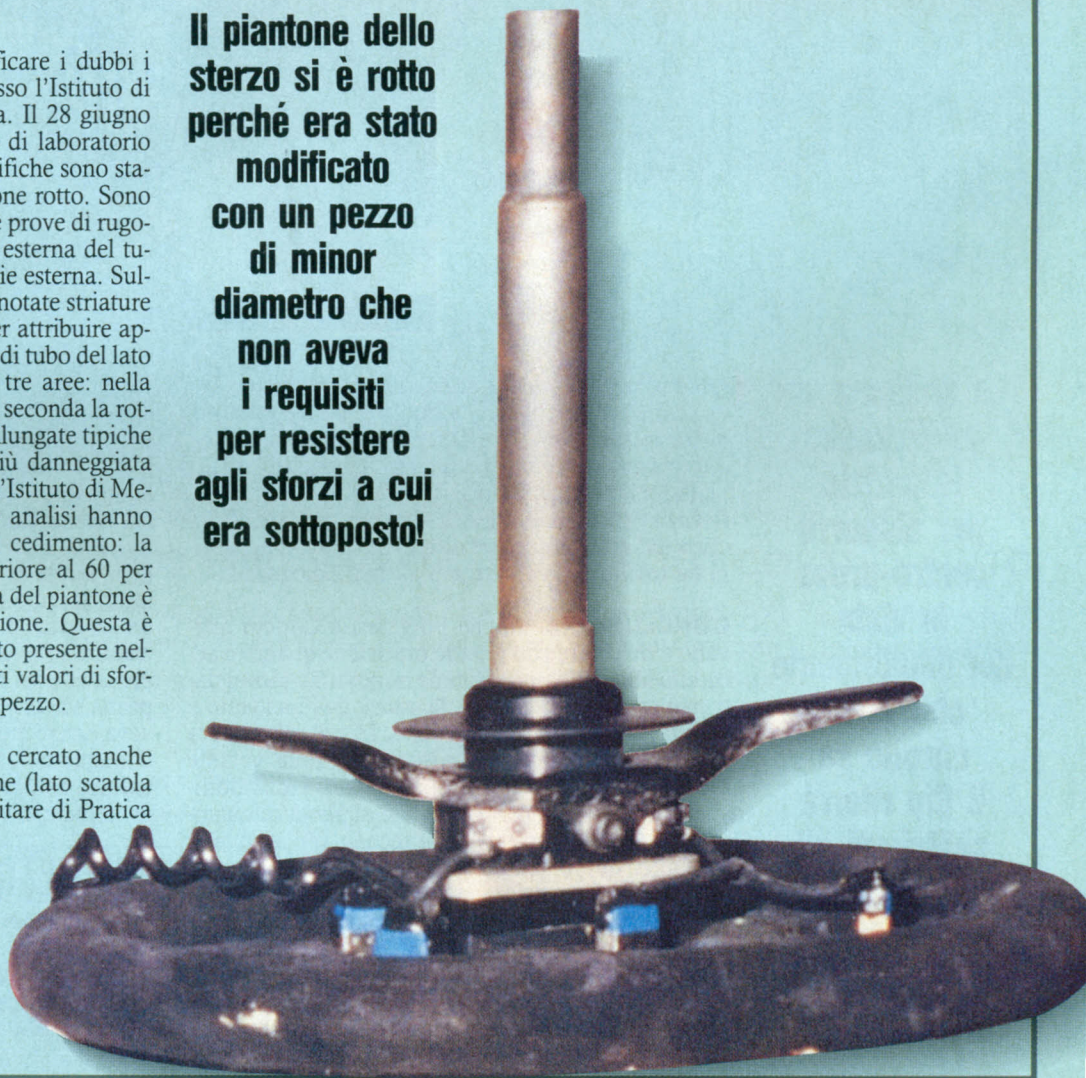 ficare i dubbi i
sso l'Istituto di
a. Il 28 giugno
di laboratorio
ifiche sono sta-
one rotto. Sono
e prove di rugo-
esterna del tu-
ie esterna. Sul-
notate striature
er attribuire ap-
di tubo del lato
tre aree: nella
seconda la rot-
llungate tipiche
iù danneggiata
l'Istituto di Me-
analisi hanno
cedimento: la
riore al 60 per
a del piantone è
ione. Questa è
to presente nel-
ti valori di sfor-
pezzo.
cercato anche
ne (lato scatola
itare di Pratica
Il piantone dello
sterzo si è rotto
perché era stato
modificato
con un pezzo
di minor
diametro che
non aveva
i requisiti
per resistere
agli sforzi a cui
era sottoposto!